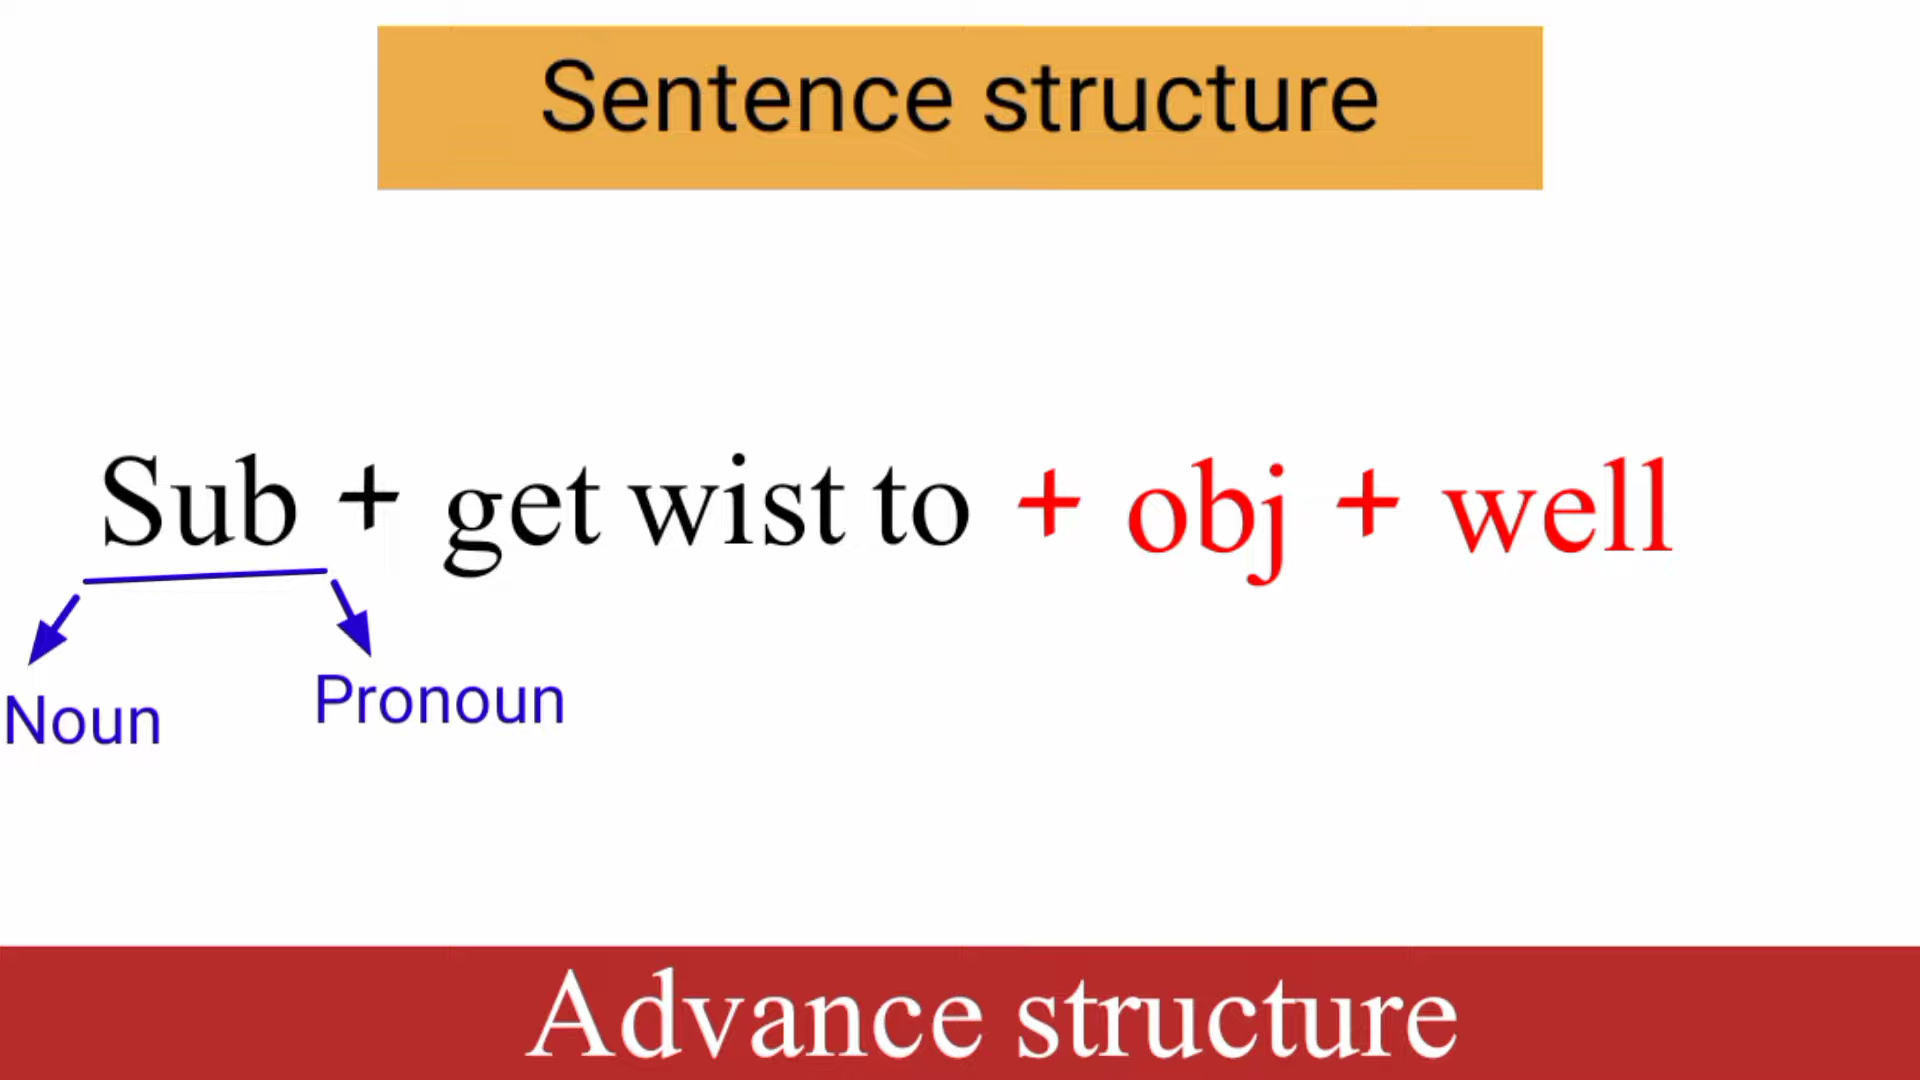 Sentence structure
Sub + get wist to + obj + well
Noun
Pronoun
Advance structure